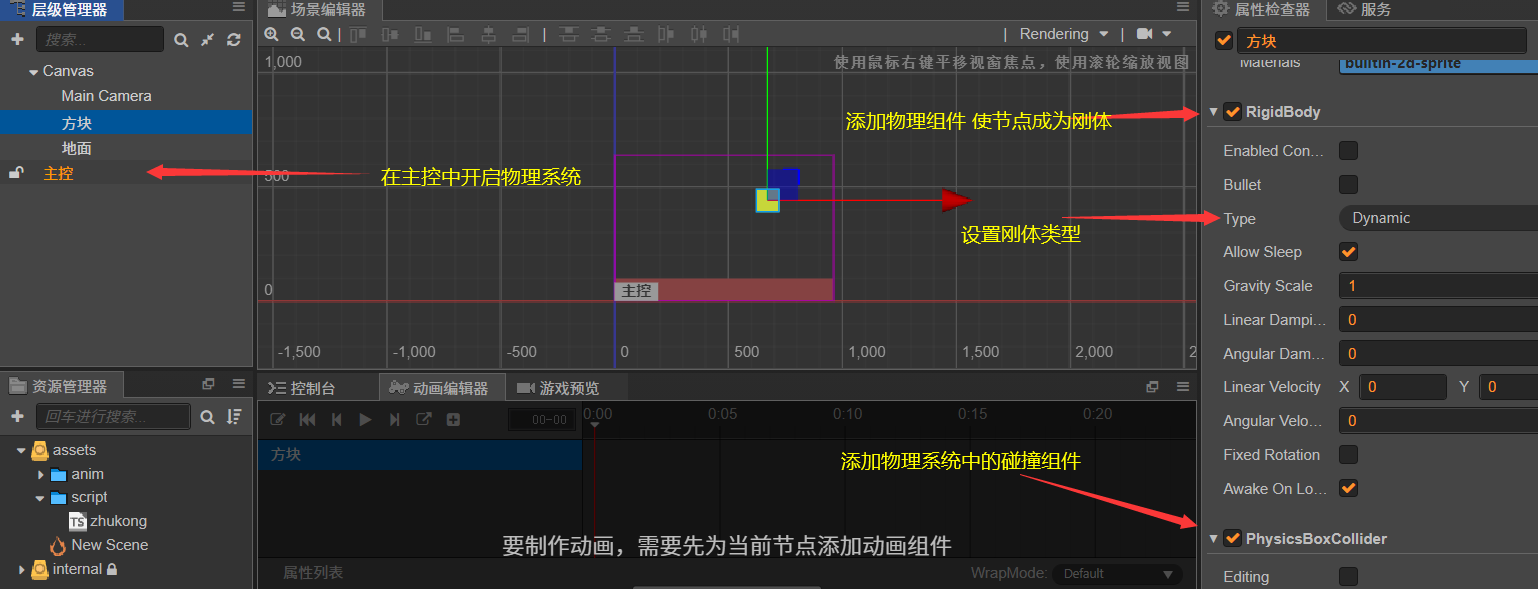 层级管理器
搜索...
Canvas
Main Camera
方块
地面
主控
场景编辑器
Rendering
使用鼠标右键平移视窗焦点，使用滚轮缩放视图
1,000
500
0
主控
-1,500
-1,000
-500
0
500
1,000
1,500
2,000
2
添加物理组件 使节点成为刚体
在主控中开启物理系统
设置刚体类型
属性检查器
服务
方块
Materials
builtin-2d-sprite
RigidBody
Enabled Con...
Bullet
Type
Dynamic
Allow Sleep
Gravity Scale
1
Linear Dampi...
0
Angular Dam...
0
Linear Velocity
X
0
Y
0
Angular Velo...
0
Fixed Rotation
Awake On Lo...
PhysicsBoxCollider
Editing
资源管理器
回车进行搜索...
assets
anim
script
TS
zhukong
New Scene
internal
控制台
动画编辑器
游戏预览
00-00
0:00
0:05
0:10
0:15
0:20
方块
添加物理系统中的碰撞组件
要制作动画，需要先为当前节点添加动画组件
属性列表
WrapMode:
Default